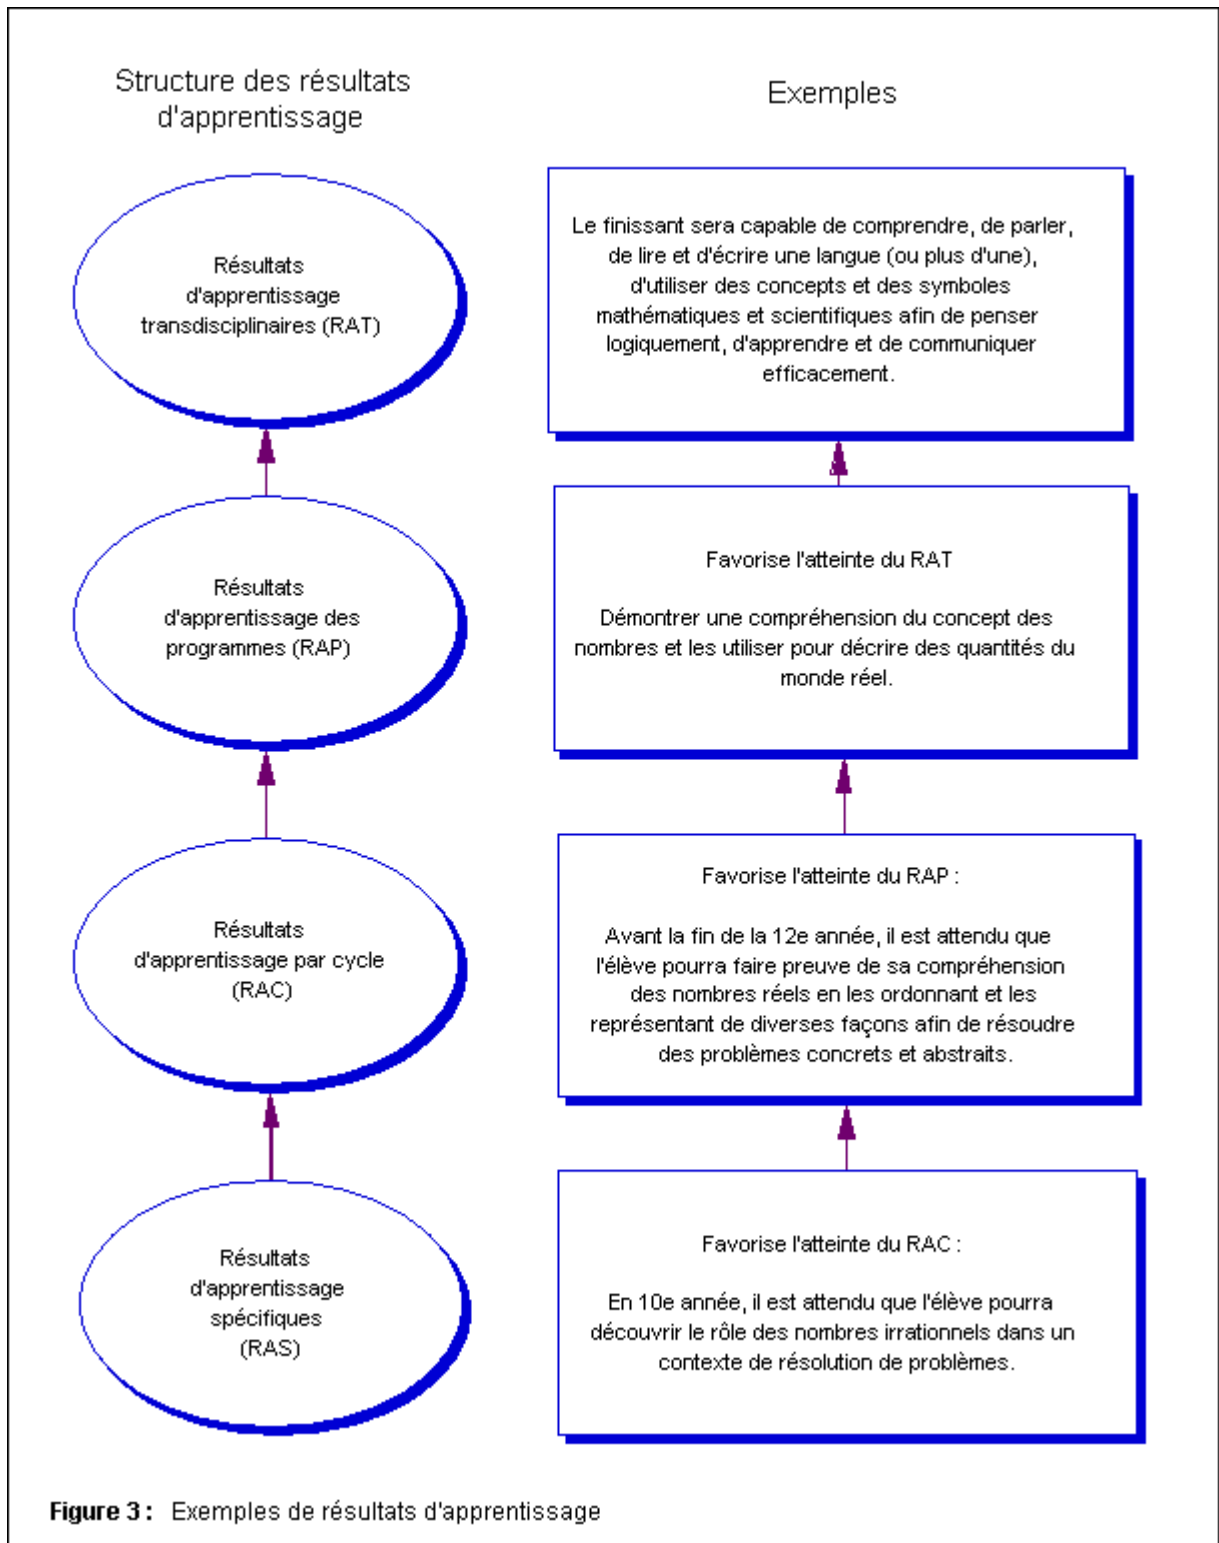 Structure des résultats
d'apprentissage
Exemples
Résultats
d'apprentissage
transdisciplinaires (RAT)
Le finissant sera capable de comprendre, de parler,
de lire et d'écrire une langue (ou plus d'une),
d'utiliser des concepts et des symboles
mathématiques et scientifiques afin de penser
logiquement, d'apprendre et de communiquer
efficacement.
Résultats
d'apprentissage des
programmes (RAP)
Favorise l'atteinte du RAT
Démontrer une compréhension du concept des
nombres et les utiliser pour décrire des quantités du
monde réel.
Résultats
d'apprentissage par cycle
(RAC)
Favorise l'atteinte du RAP :
Avant la fin de la 12e année, il est attendu que
l'élève pourra faire preuve de sa compréhension
des nombres réels en les ordonnant et les
représentant de diverses façons afin de résoudre
des problèmes concrets et abstraits.
Résultats
d'apprentissage
spécifiques
(RAS)
Favorise l'atteinte du RAC :
En 10e année, il est attendu que l'élève pourra
découvrir le rôle des nombres irrationnels dans un
contexte de résolution de problèmes.
Figure 3 : Exemples de résultats d'apprentissage